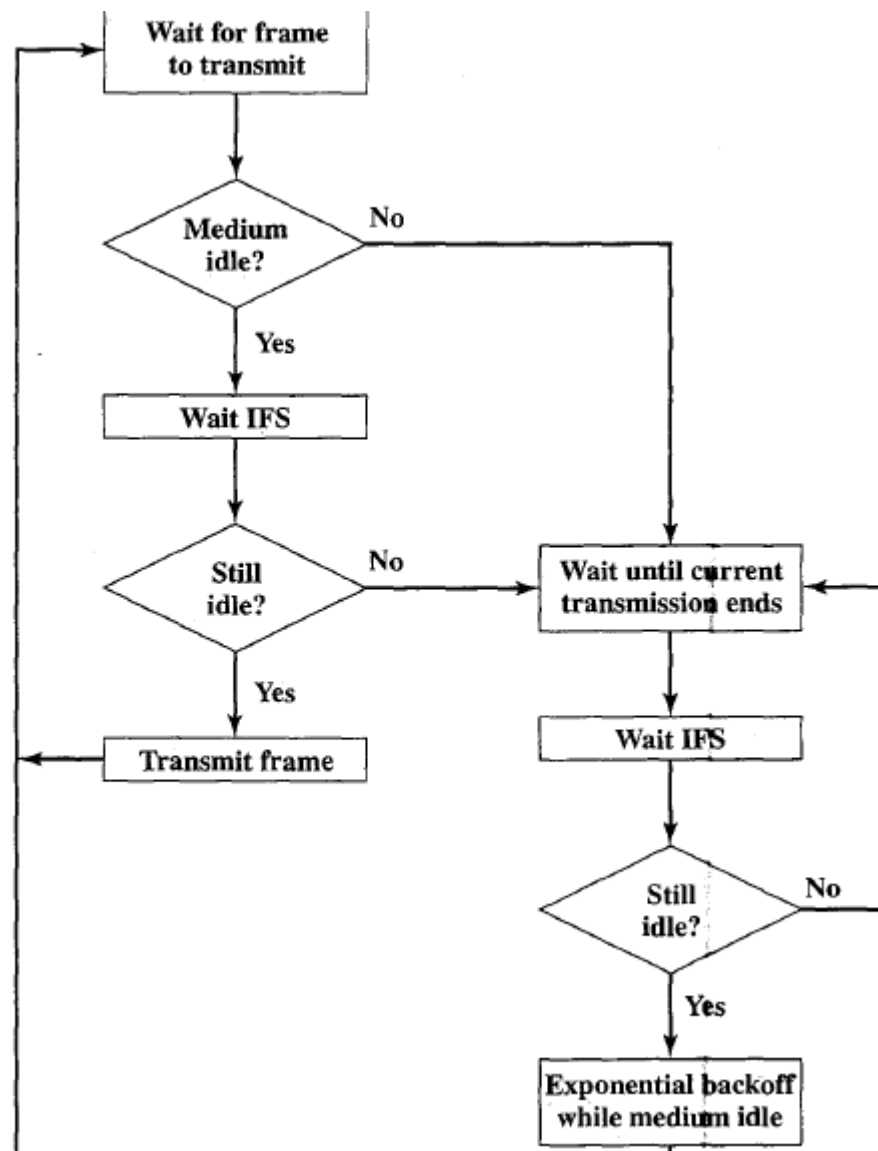 Wait for frame
to transmit
No
Medium
idle?
Yes
Wait IFS
No
Still
idle?
Wait until current
transmission ends
Yes
Wait IFS
Transmit frame
No
Still
idle?
Yes
Exponential backoff
while medium idle